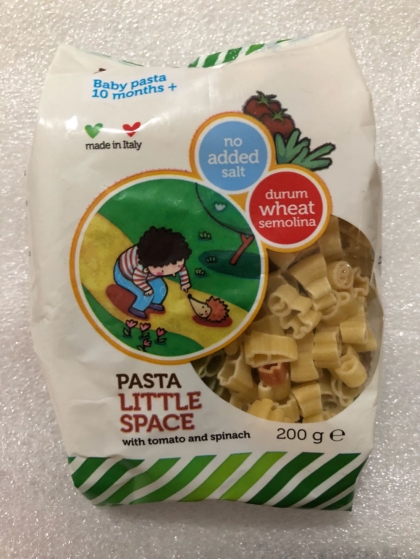 Baby pasta
10 months +
made in Italy
no
added
salt
durum
wheat
semolina
PASTA
LITTLE
SPACE
with tomato and spinach
200 g e